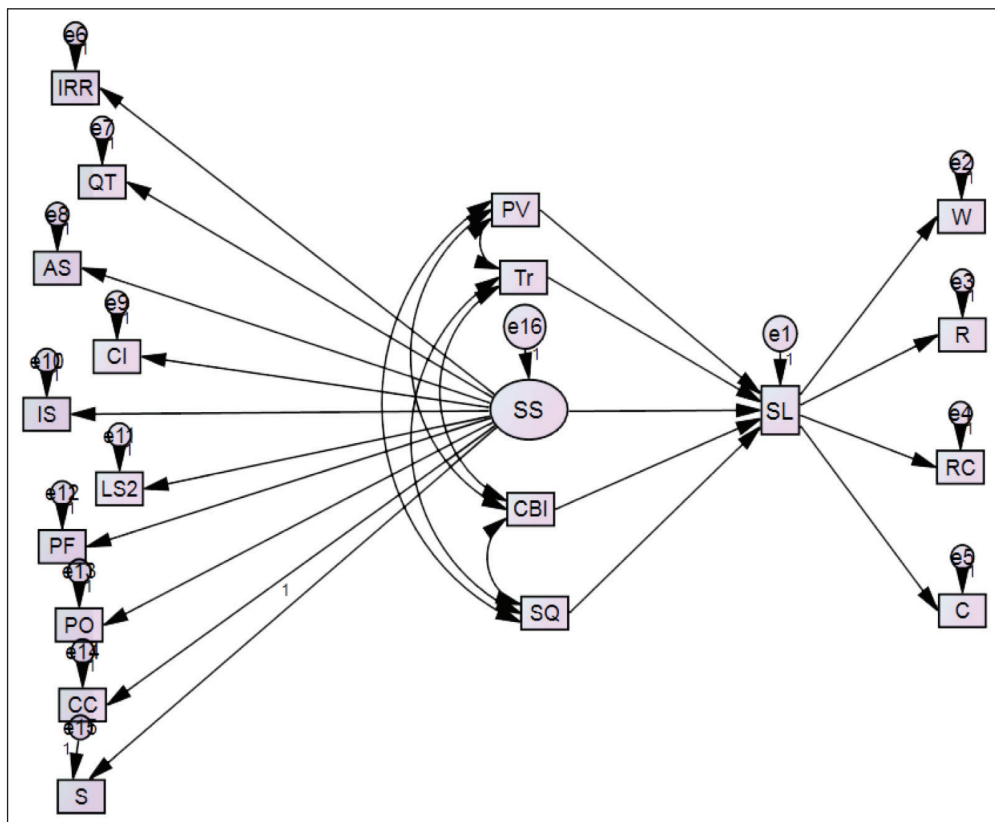 e6
1
IRR
e7
1
QT
e8
1
AS
e9
1
CI
e10
1
IS
e11
1
LS2
e12
1
PF
e13
1
PO
e14
1
CC
e15
1
S
1
PV
Tr
e16
1
SS
CBI
SQ
e1
1
SL
e2
1
W
e3
1
R
e4
1
RC
e5
1
C